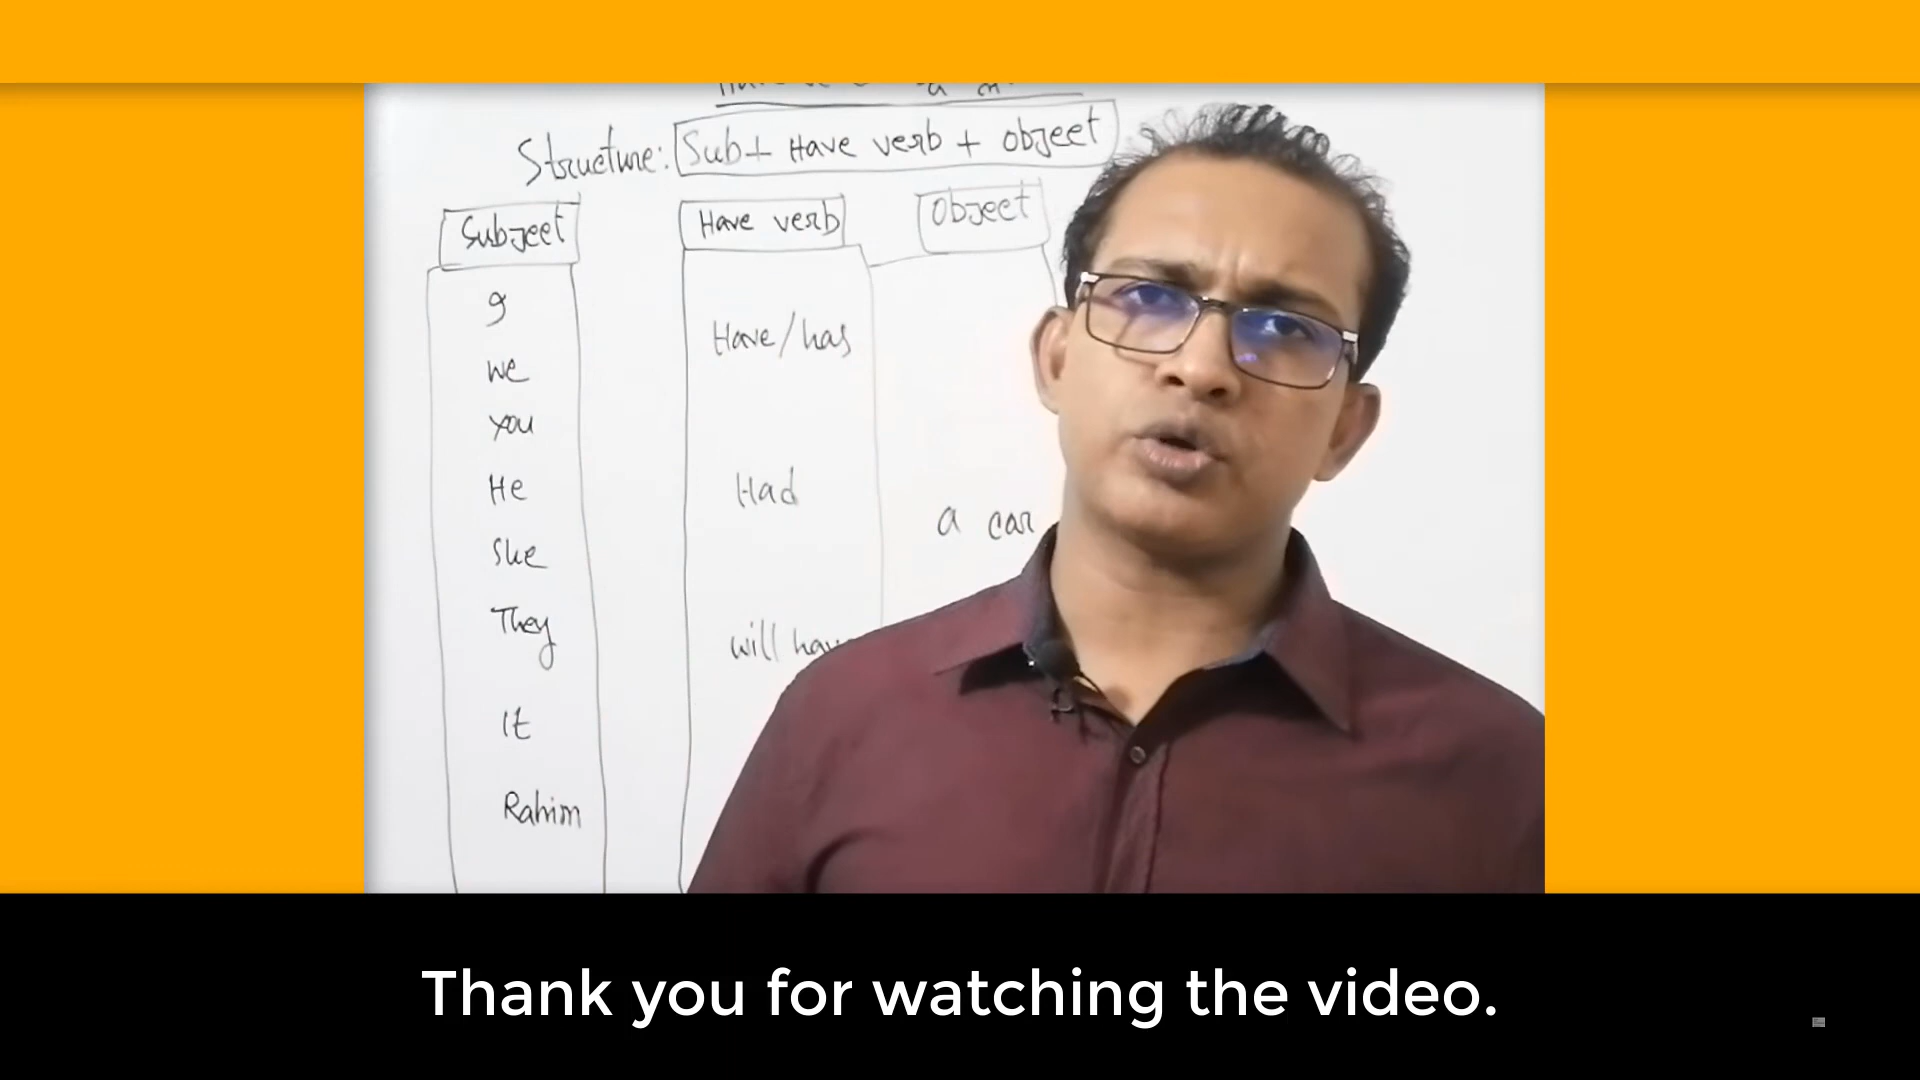 Structure: Sub + Have verb + object
Subject
Have verb
Object
I
we
you
He
She
They
It
Rahim
Have/has
Had
will
a car
Thank you for watching the video.